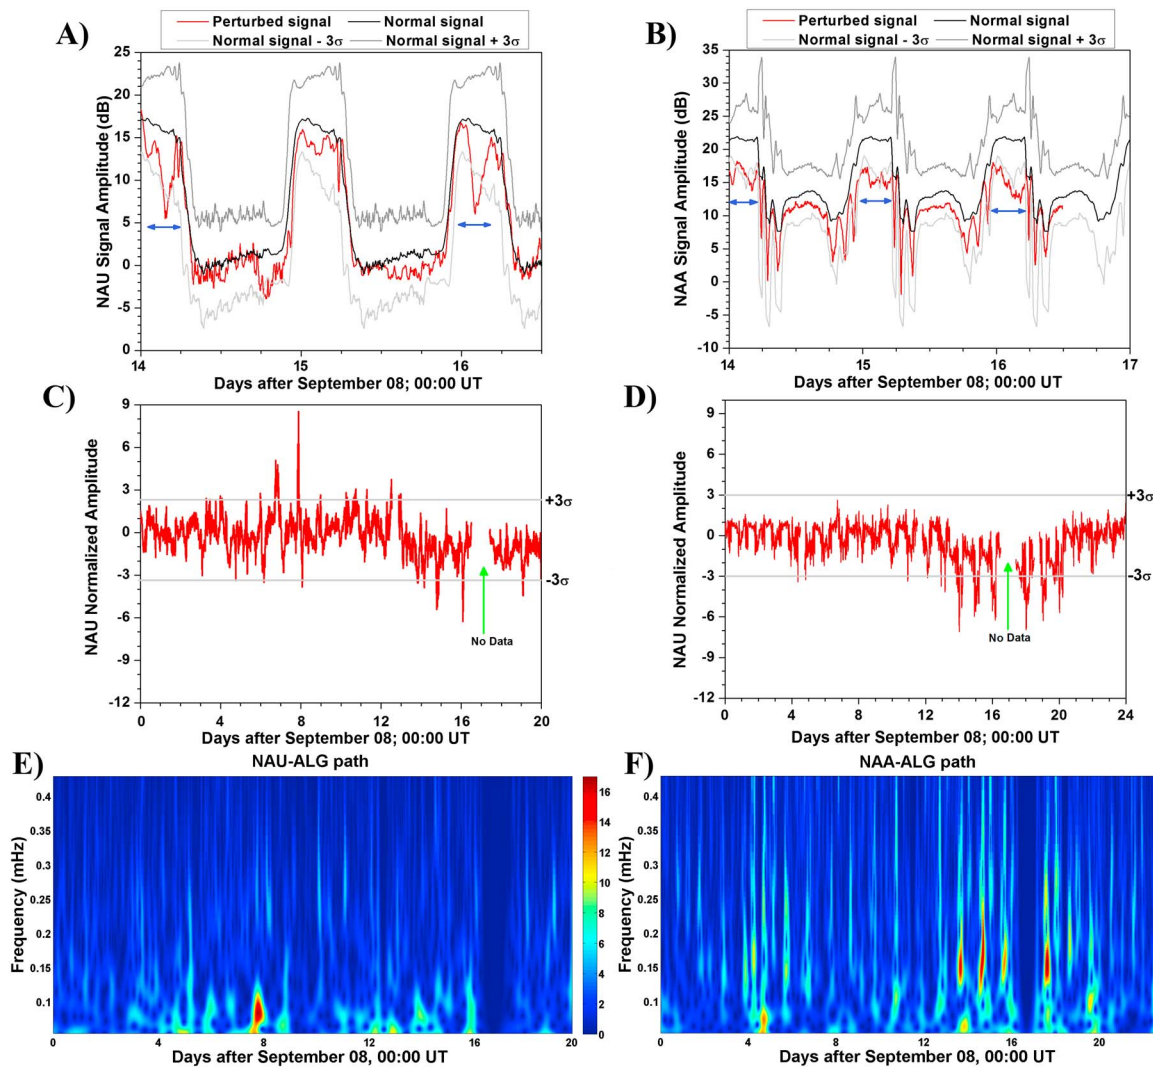 A)
Perturbed signal Normal signal
Normal signal - 3σ Normal signal + 3σ
NAU Signal Amplitude (dB)
25
20
15
10
5
0
-5
0
14 15 16
Days after September 08; 00:00 UT
B)
Perturbed signal Normal signal
Normal signal - 3σ Normal signal + 3σ
NAA Signal Amplitude (dB)
35
30
25
20
15
10
5
0
-5
-10
14 15 16 17
Days after September 08; 00:00 UT
C)
NAU Normalized Amplitude
9
6
3
0
-3
-6
-9
-12
+3σ
-3σ
No Data
0 4 8 12 16 20
Days after September 08; 00:00 UT
D)
NAU Normalized Amplitude
9
6
3
0
-3
-6
-9
-12
+3σ
-3σ
No Data
0 4 8 12 16 20 24
Days after September 08; 00:00 UT
E)
NAU-ALG path
Frequency (mHz)
0.4
0.35
0.3
0.25
0.2
0.15
0.1
0 4 8 12 16 20
Days after September 08, 00:00 UT
16
14
12
10
8
6
4
2
0
F)
NAA-ALG path
Frequency (mHz)
0.4
0.35
0.3
0.25
0.2
0.15
0.1
0 4 8 12 16 20
Days after September 08, 00:00 UT